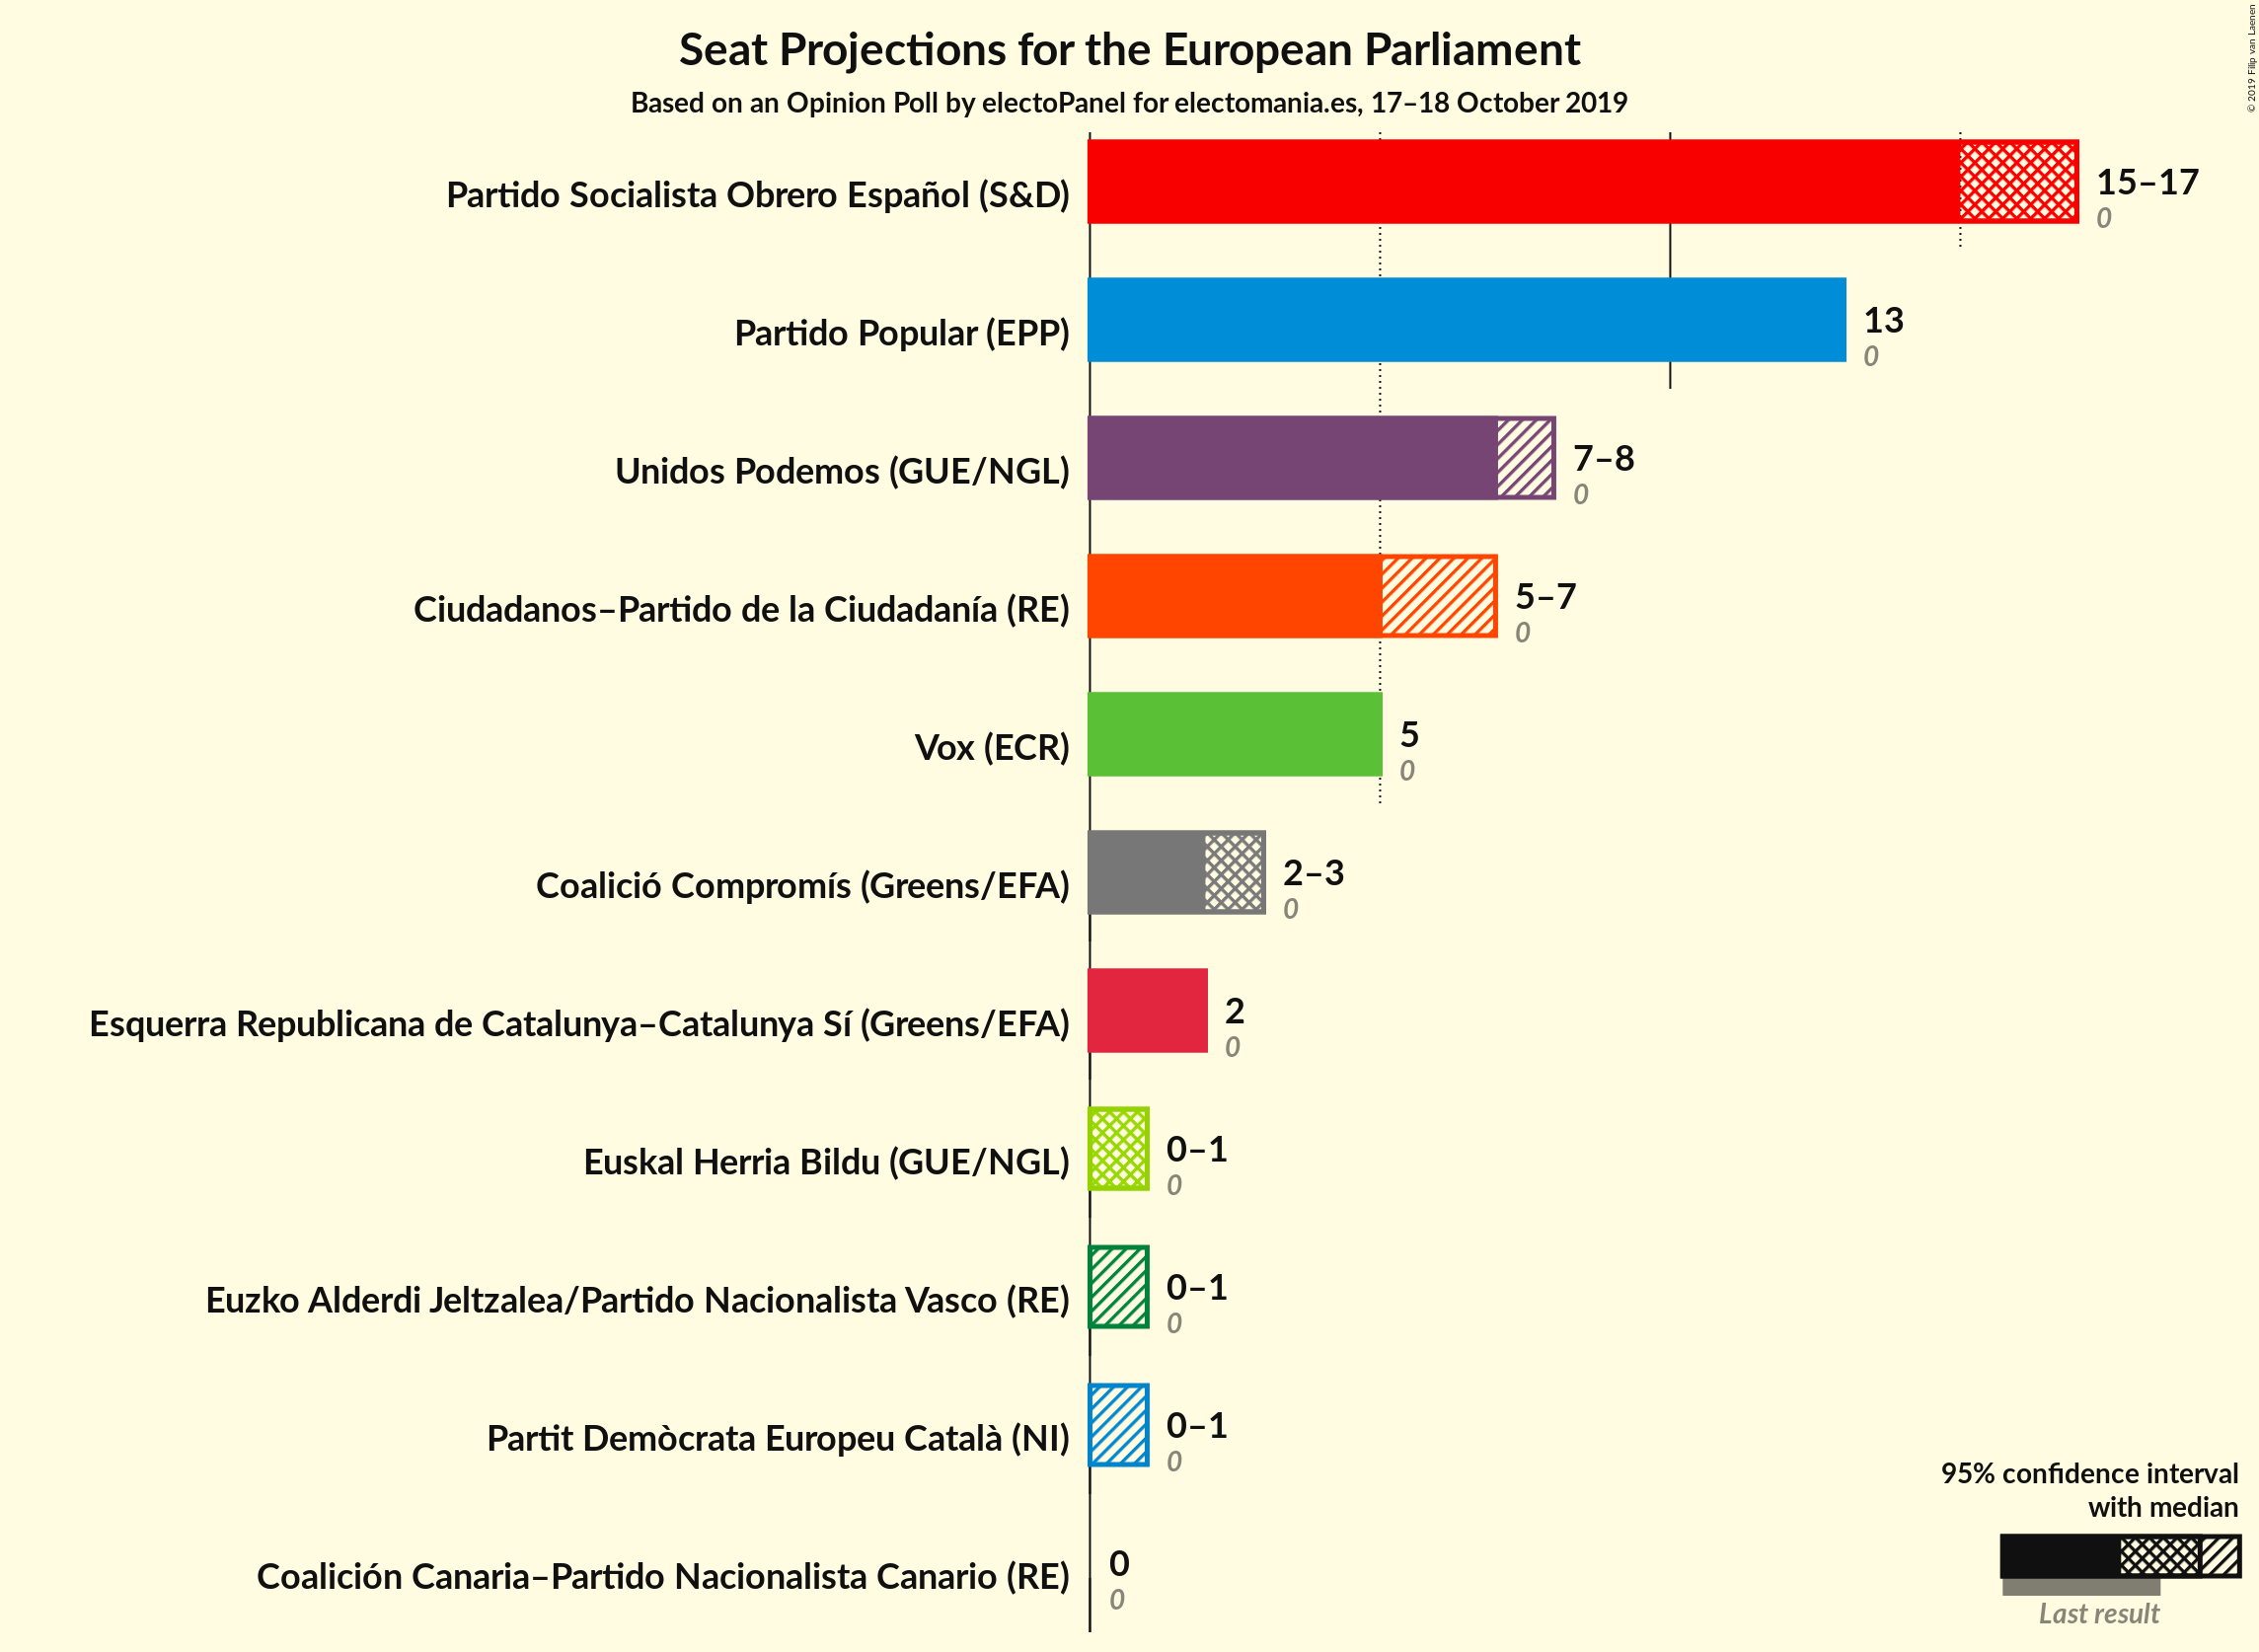 Seat Projections for the European Parliament
Based on an Opinion Poll by electoPanel for electomania.es, 17–18 October 2019
© 2019 Filip van Laenen
Partido Socialista Obrero Español (S&D)
15–17
0
Partido Popular (EPP)
13
0
Unidos Podemos (GUE/NGL)
7–8
0
Ciudadanos–Partido de la Ciudadanía (RE)
5–7
0
Vox (ECR)
5
0
Coalició Compromís (Greens/EFA)
2–3
0
Esquerra Republicana de Catalunya–Catalunya Sí (Greens/EFA)
2
0
Euskal Herria Bildu (GUE/NGL)
0–1
0
Euzko Alderdi Jeltzalea/Partido Nacionalista Vasco (RE)
0–1
0
Partit Demòcrata Europeu Català (NI)
0–1
0
Coalición Canaria–Partido Nacionalista Canario (RE)
0
0
95% confidence interval
with median
Last result